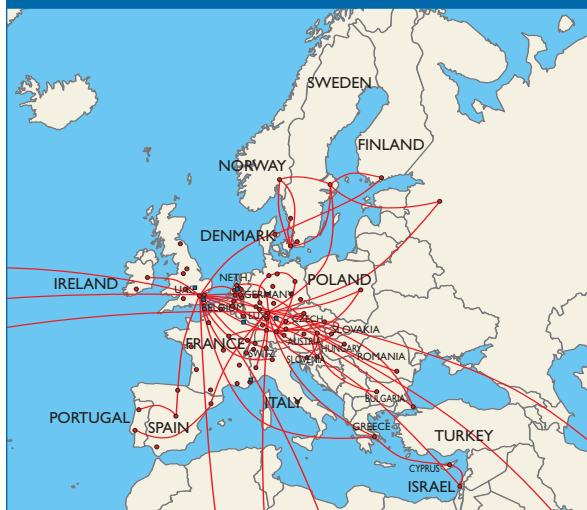 SWEDEN
FINLAND
NORWAY
DENMARK
IRELAND
U.K.
NETH.
GERMANY
POLAND
BELGIUM
LUX.
CZECH.
SLOVAKIA
FRANCE
AUSTRIA
HUNGARY
SWITZ.
SLOVENIA
ROMANIA
ITALY
BULGARIA
PORTUGAL
SPAIN
GREECE
TURKEY
CYPRUS
ISRAEL